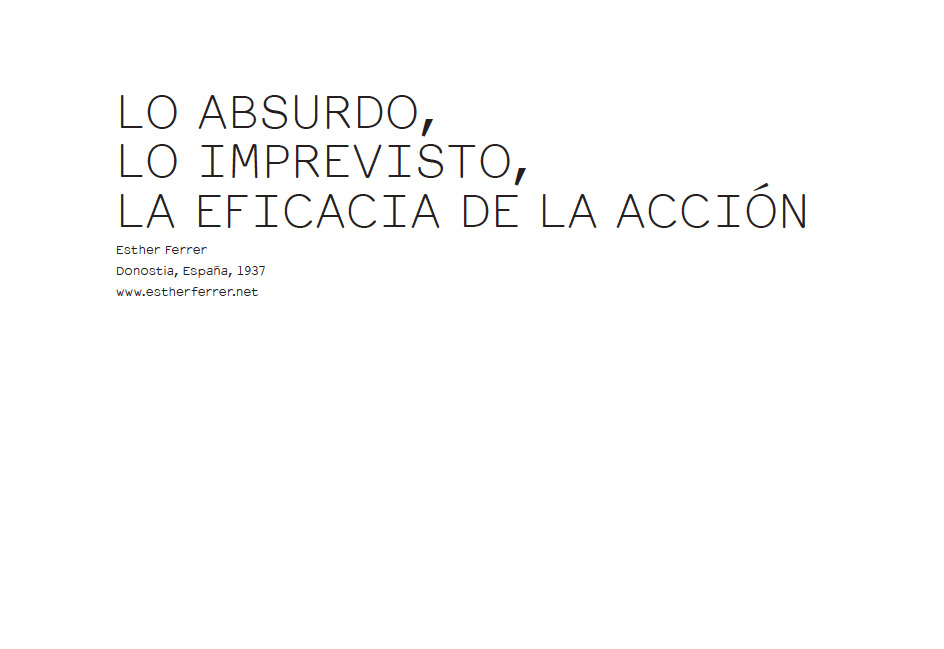 LO ABSURDO,
LO IMPREVISTO,
LA EFICACIA DE LA ACCIÓN
Esther Ferrer
Donostia, España, 1937
www.estherferrer.net